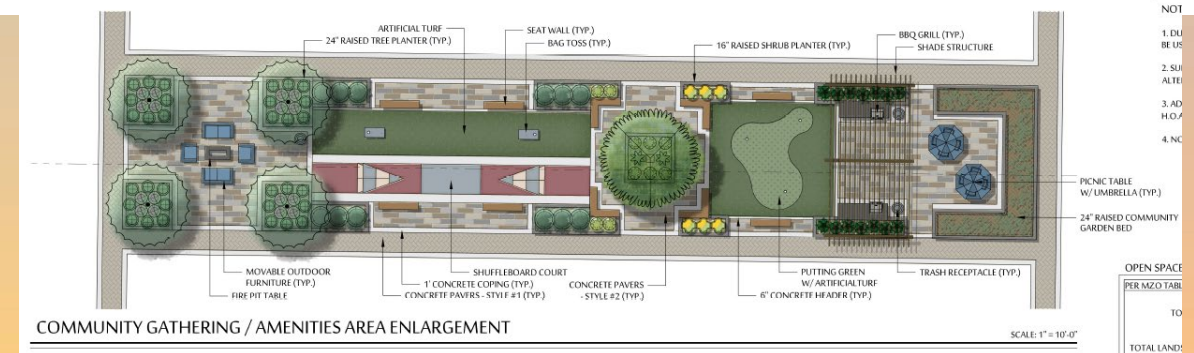 ARTIFICIAL TURF
24" RAISED TREE PLANTER (TYP.)
SEAT WALL (TYP.)
BAG TOSS (TYP.)
16" RAISED SHRUB PLANTER (TYP.)
BBQ GRILL (TYP.)
SHADE STRUCTURE
PICNIC TABLE
W/ UMBRELLA (TYP.)
24" RAISED COMMUNITY
GARDEN BED
TRASH RECEPTACLE (TYP.)
PUTTING GREEN
W/ ARTIFICIALTURF
6" CONCRETE HEADER (TYP.)
CONCRETE PAVERS
- STYLE #2 (TYP.)
SHUFFLEBOARD COURT
1' CONCRETE COPING (TYP.)
CONCRETE PAVERS - STYLE #1 (TYP.)
MOVABLE OUTDOOR
FURNITURE (TYP.)
FIRE PIT TABLE
COMMUNITY GATHERING / AMENITIES AREA ENLARGEMENT
SCALE: 1" = 10'-0"
NOT
1. DU
BE US
2. SU
ALTE
3. AD
H.O.A
4. NO
OPEN SPACE
PER MZO TABL
TO
TOTAL LANDS